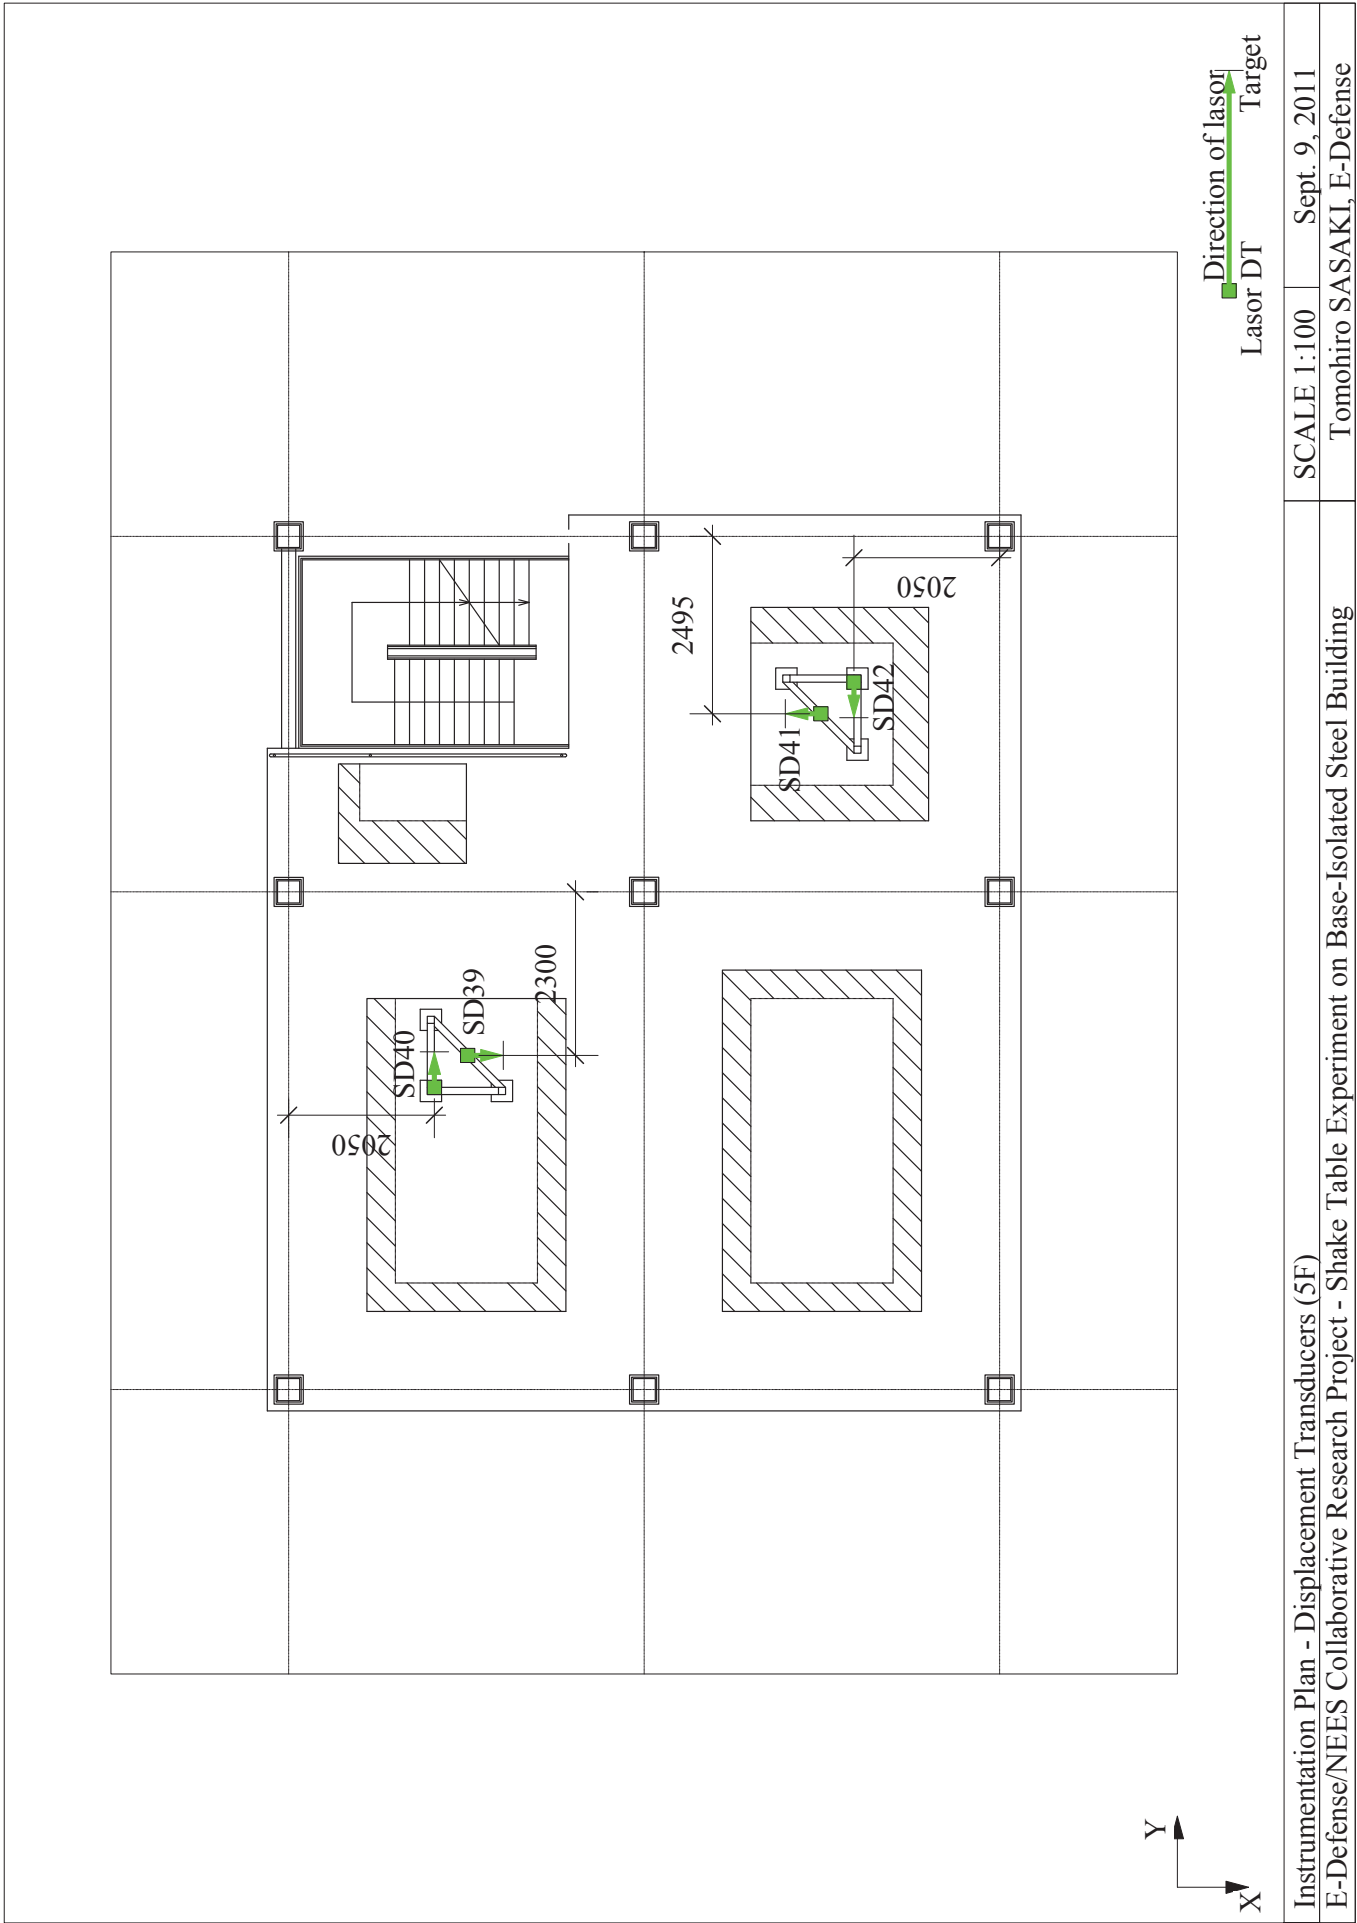 Direction of lasor
Lasor DT
Target
2495
2050
SD41
SD42
SD39
SD40
2300
2050
Y
X
Instrumentation Plan - Displacement Transducers (5F)
SCALE 1:100
Sept. 9, 2011
E-Defense/NEES Collaborative Research Project - Shake Table Experiment on Base-Isolated Steel Building
Tomohiro SASAKI, E-Defense